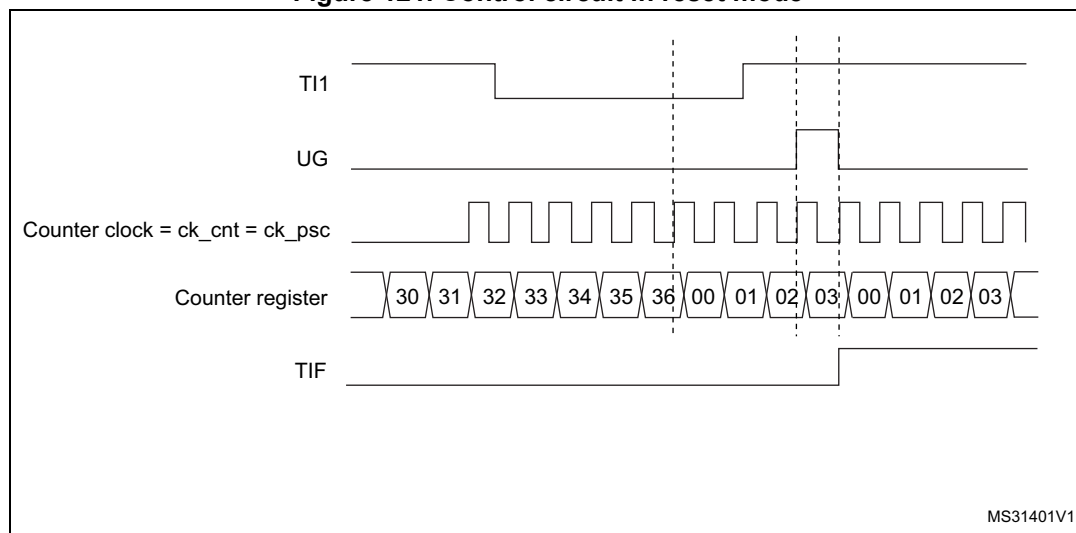 TI1
UG
Counter clock = ck_cnt = ck_psc
Counter register 30 31 32 33 34 35 36 00 01 02 03 00 01 02 03
TIF
MS31401V1